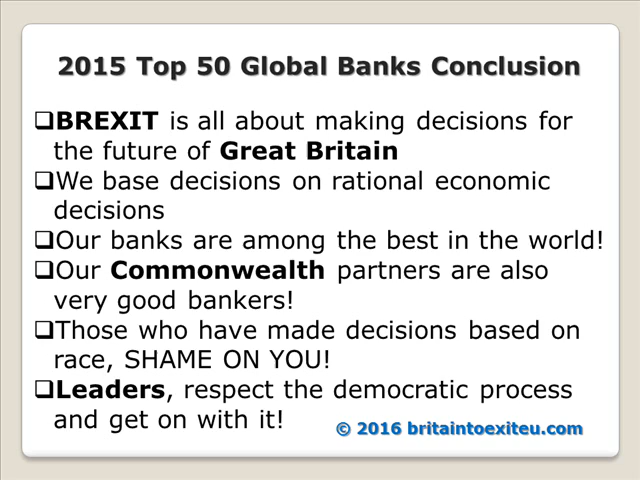 2015 Top 50 Global Banks Conclusion
❑BREXIT is all about making decisions for
the future of Great Britain
❑We base decisions on rational economic
decisions
❑Our banks are among the best in the world!
❑Our Commonwealth partners are also
very good bankers!
❑Those who have made decisions based on
race, SHAME ON YOU!
❑Leaders, respect the democratic process
and get on with it!
© 2016 britaintoexiteu.com